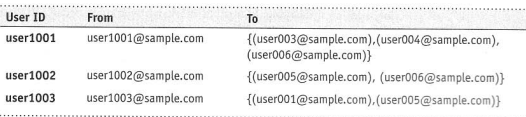 User ID From To
user1001 user1001@sample.com {(user003@sample.com),(user004@sample.com),
(user006@sample.com)}
user1002 user1002@sample.com {(user005@sample.com), (user006@sample.com)}
user1003 user1003@sample.com {(user001@sample.com),(user005@sample.com)}